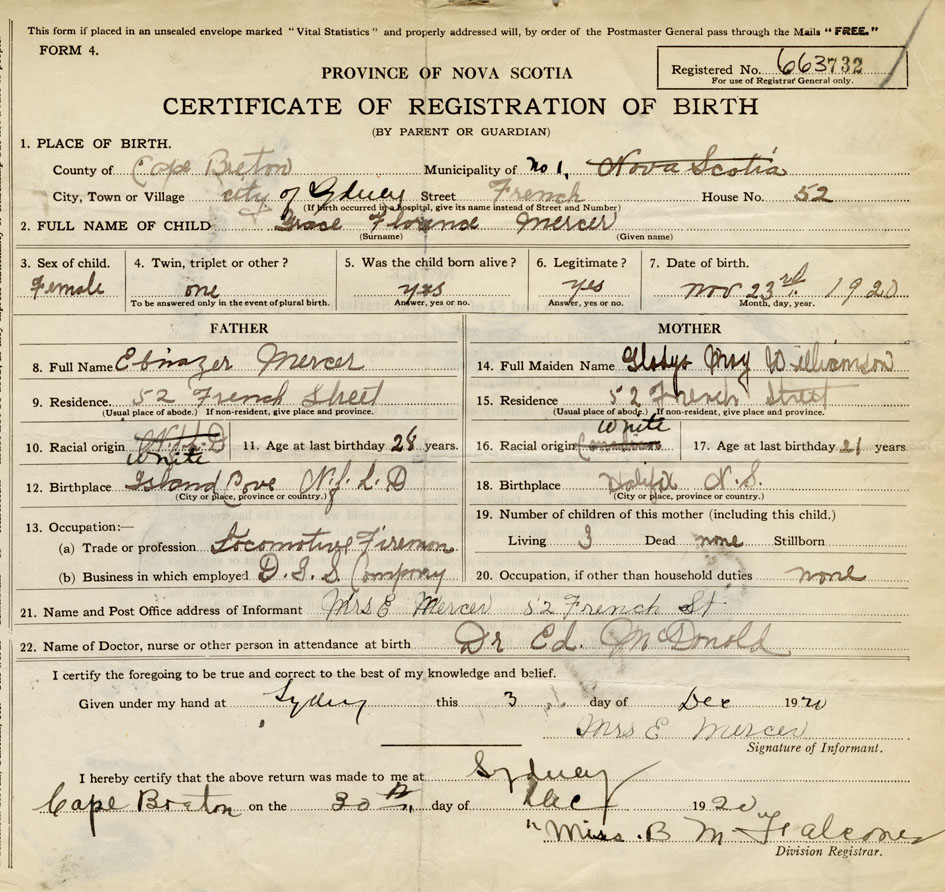 This form if placed in an unsealed envelope marked "Vital Statistics" and properly addressed will, by order of the Postmaster General pass through the Mails "FREE."
FORM 4.
Registered No. 663732
For use of Registrar General only.
PROVINCE OF NOVA SCOTIA
CERTIFICATE OF REGISTRATION OF BIRTH
(BY PARENT OR GUARDIAN)
1. PLACE OF BIRTH.
County of Cape Breton Municipality of No 1, Nova Scotia
City, Town or Village city of Sydney Street French House No. 52
(If birth occurred in a hospital, give its name instead of Street and Number)
2. FULL NAME OF CHILD Grace Florence Mercer
(Surname) (Given name)
3. Sex of child. 4. Twin, triplet or other? 5. Was the child born alive? 6. Legitimate? 7. Date of birth.
Female one yes yes Nov 23rd. 1920
To be answered only in the event of plural birth. Answer, yes or no. Answer, yes or no. Month, day, year.
FATHER MOTHER
8. Full Name Ebinazer Mercer 14. Full Maiden Name Gladys May Williamson
9. Residence. 52 French Street 15. Residence 52 French Street
(Usual place of abode.) If non-resident, give place and province. (Usual place of abode.) If non-resident, give place and province.
White
10. Racial origin 11. Age at last birthday 28 years. 16. Racial origin Canadian 17. Age at last birthday 21 years.
White
12. Birthplace Island Cove N.f.L.D 18. Birthplace Halifax N.S.
(City or place, province or country.) (City or place, province or country.)
13. Occupation:— 19. Number of children of this mother (including this child.)
(a) Trade or profession Locomotive Firemon Living 3 Dead none Stillborn
(b) Business in which employed D.I.S. Company 20. Occupation, if other than household duties none
21. Name and Post Office address of Informant Mrs E Mercer 52 French St.
22. Name of Doctor, nurse or other person in attendance at birth Dr Ed. McDonald
I certify the foregoing to be true and correct to the best of my knowledge and belief.
Given under my hand at Sydney this 3 day of Dec 1920
Mrs E Mercer
Signature of Informant.
I hereby certify that the above return was made to me at Sydney
Cape Breton on the 30th, day of Dec 1920
"Miss. B M Falconer
Division Registrar.